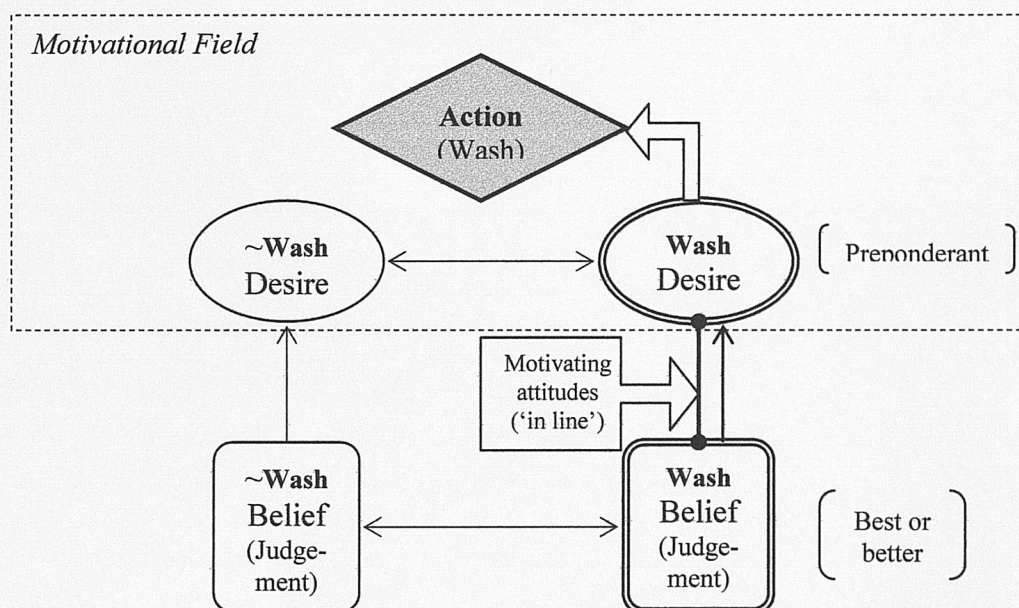 Motivational Field
Action
(Wash)
~Wash
Desire
Wash
Desire
Preponderant
Motivating
attitudes
('in line')
~Wash
Belief
(Judge-
ment)
Wash
Belief
(Judge-
ment)
Best or
better